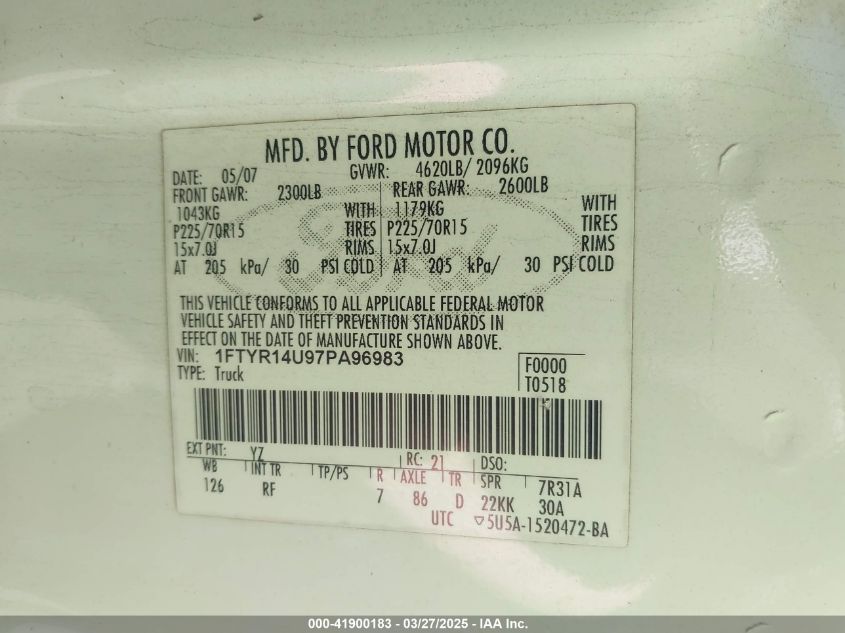 MFD. BY FORD MOTOR CO.
DATE: 05/07 GVWR: 4620LB/ 2096KG
FRONT GAWR: 2300LB REAR GAWR: 2600LB
1043KG WITH 1179KG WITH
P225/70R15 TIRES P225/70R15 TIRES
15x7.0J RIMS 15x7.0J RIMS
AT 205 kPa/ 30 PSI COLD AT 205 kPa/ 30 PSI COLD
THIS VEHICLE CONFORMS TO ALL APPLICABLE FEDERAL MOTOR
VEHICLE SAFETY AND THEFT PREVENTION STANDARDS IN
EFFECT ON THE DATE OF MANUFACTURE SHOWN ABOVE.
VIN: 1FTYR14U97PA96983
TYPE: Truck
F0000
T0518
EXT PNT: YZ RC: 21 DSO:
WB INT TR TP/PS R AXLE TR SPR 7R31A
126 RF 7 86 D 22KK 30A
UTC ▽5U5A-1520472-BA
000-41900183 - 03/27/2025 - IAA Inc.